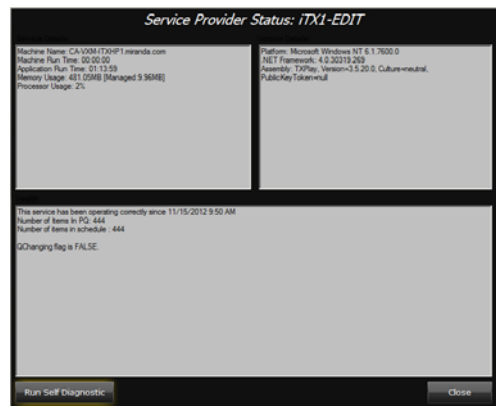 Service Provider Status: iTX1-EDIT
Machine Name: CA-VXM-ITXHP1.miranda.com
Machine Run Time: 00:00:00
Application Run Time: 01:13:59
Memory Usage: 481.05MB [Managed:9.96MB]
Processor Usage: 2%
Platform: Microsoft Windows NT 6.1.7600.0
.NET Framework: 4.0.30319.269
Assembly: TXPlay, Version=3.5.20.0, Culture=neutral,
PublicKeyToken=null
This service has been operating correctly since 11/15/2012 9:50 AM
Number of Items In PQ: 444
Number of items in schedule : 444
QChanging flag is FALSE.
Run Self Diagnostic
Close